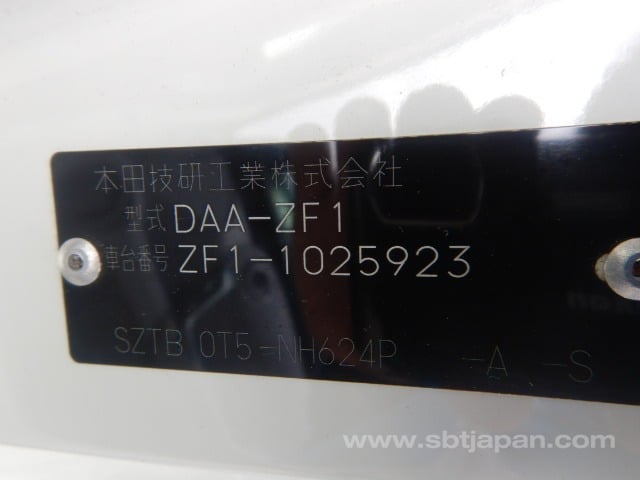 本田技研工業株式会社
型式 DAA-ZF1
車台番号 ZF1-1025923
SZTB 0T5-NH624P -A -S
www.sbtjapan.com